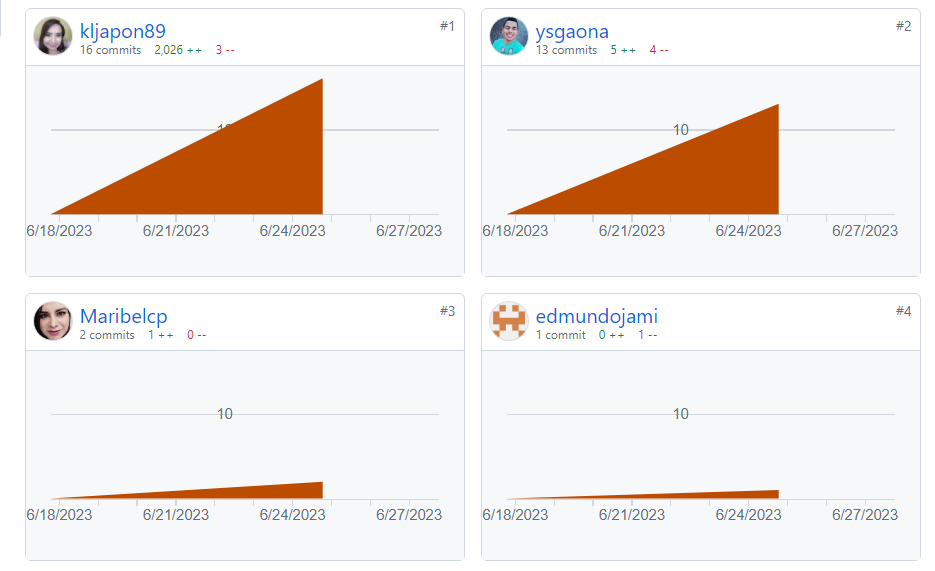 kljapon89 #1
16 commits 2,026 ++ 3 --
10
6/18/2023 6/21/2023 6/24/2023 6/27/2023
ysgaona #2
13 commits 5 ++ 4 --
10
6/18/2023 6/21/2023 6/24/2023 6/27/2023
Maribelcp #3
2 commits 1 ++ 0 --
10
6/18/2023 6/21/2023 6/24/2023 6/27/2023
edmundojami #4
1 commit 0 ++ 1 --
10
6/18/2023 6/21/2023 6/24/2023 6/27/2023